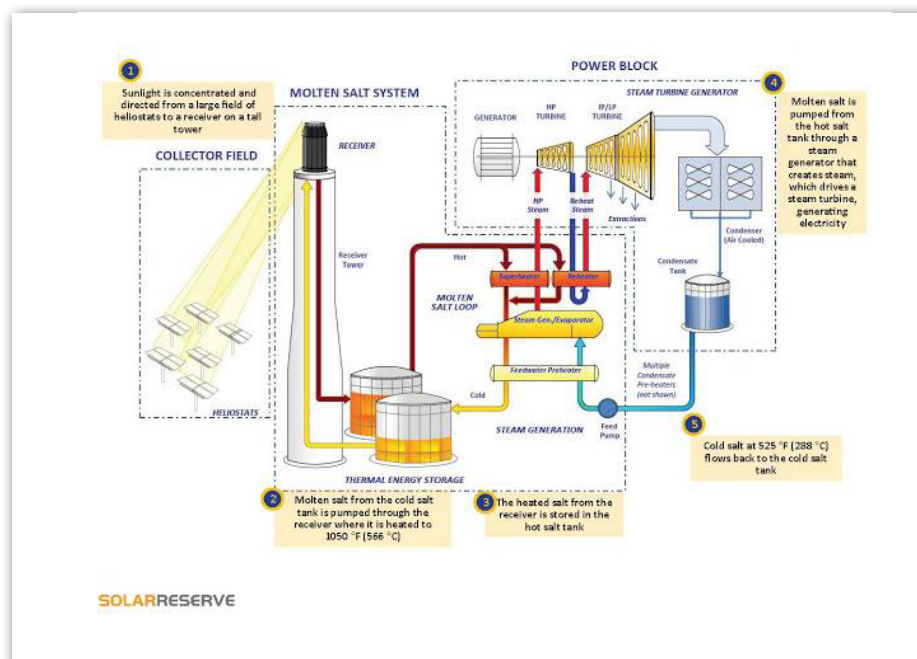 1
Sunlight is concentrated and
directed from a large field of
heliostats to a receiver on a tall
tower
COLLECTOR FIELD
HELIOSTATS
MOLTEN SALT SYSTEM
RECEIVER
Receiver
Tower
Hot
Superheater
Reheater
MOLTEN
SALT LOOP
Steam Gen./Evaporator
Feedwater Preheater
Cold
STEAM GENERATION
THERMAL ENERGY STORAGE
POWER BLOCK
STEAM TURBINE GENERATOR
GENERATOR
HP
TURBINE
IP/LP
TURBINE
HP
Steam
Reheat
Steam
Extractions
Condenser
(Air Cooled)
Condensate
Tank
Multiple
Condensate
Pre-heaters
(not shown)
Feed
Pump
2
Molten salt from the cold salt
tank is pumped through the
receiver where it is heated to
1050 °F (566 °C)
3
The heated salt from the
receiver is stored in the
hot salt tank
4
Molten salt is
pumped from
the hot salt
tank through a
steam
generator that
creates steam,
which drives a
steam turbine,
generating
electricity
5
Cold salt at 525 °F (288 °C)
flows back to the cold salt
tank
SOLARRESERVE